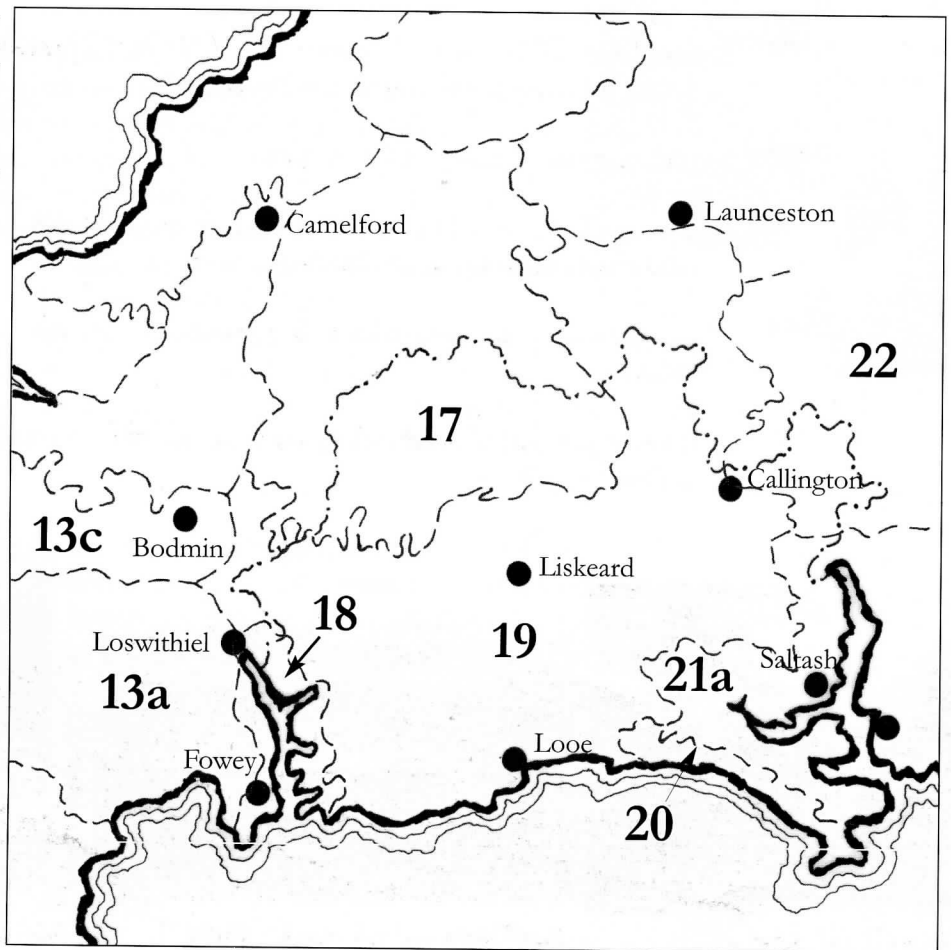 Camelford
Launceston
22
17
Callington
13c
Bodmin
Liskeard
18
Loswithiel
19
13a
21a
Saltash
Fowey
Looe
20